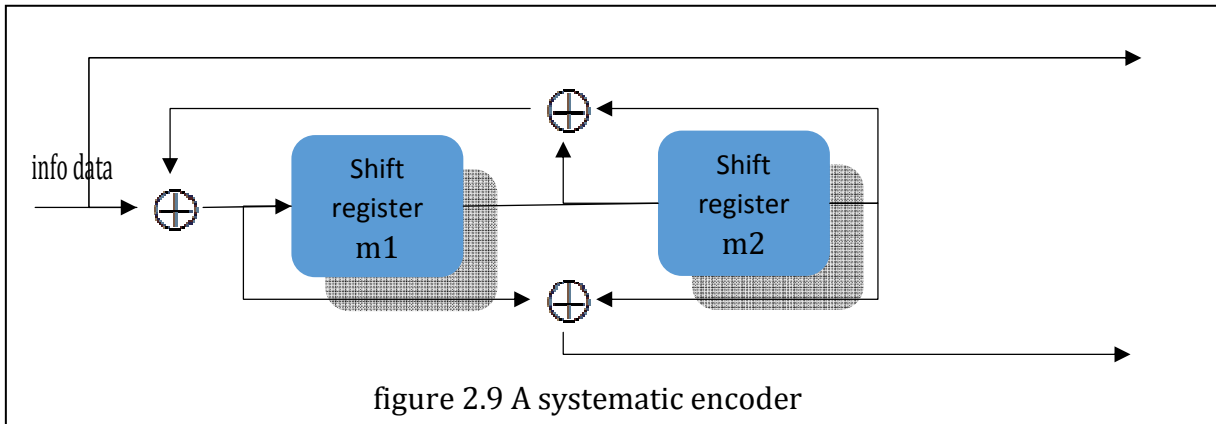 info data
Shift
register
m1
Shift
register
m2
figure 2.9 A systematic encoder